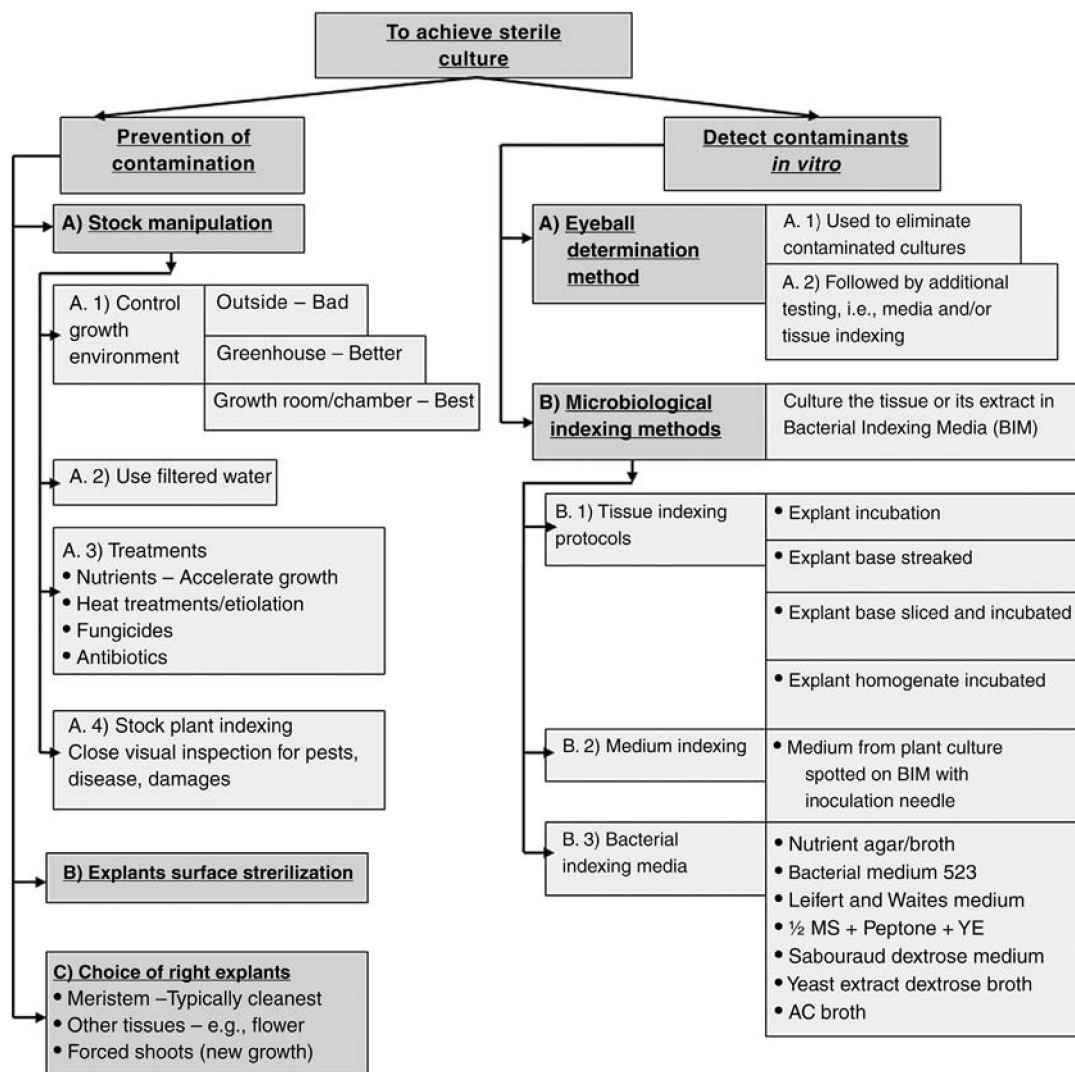 To achieve sterile
culture
Prevention of
contamination
A) Stock manipulation
A. 1) Control
growth
environment
Outside – Bad
Greenhouse – Better
Growth room/chamber – Best
A. 2) Use filtered water
A. 3) Treatments
• Nutrients – Accelerate growth
• Heat treatments/etiolation
• Fungicides
• Antibiotics
A. 4) Stock plant indexing
Close visual inspection for pests,
disease, damages
B) Explants surface strerilization
C) Choice of right explants
• Meristem –Typically cleanest
• Other tissues – e.g., flower
• Forced shoots (new growth)
Detect contaminants
in vitro
A) Eyeball
determination
method
A. 1) Used to eliminate
contaminated cultures
A. 2) Followed by additional
testing, i.e., media and/or
tissue indexing
B) Microbiological
indexing methods
Culture the tissue or its extract in
Bacterial Indexing Media (BIM)
B. 1) Tissue indexing
protocols
• Explant incubation
• Explant base streaked
• Explant base sliced and incubated
• Explant homogenate incubated
B. 2) Medium indexing
• Medium from plant culture
spotted on BIM with
inoculation needle
B. 3) Bacterial
indexing media
• Nutrient agar/broth
• Bacterial medium 523
• Leifert and Waites medium
• ½ MS + Peptone + YE
• Sabouraud dextrose medium
• Yeast extract dextrose broth
• AC broth